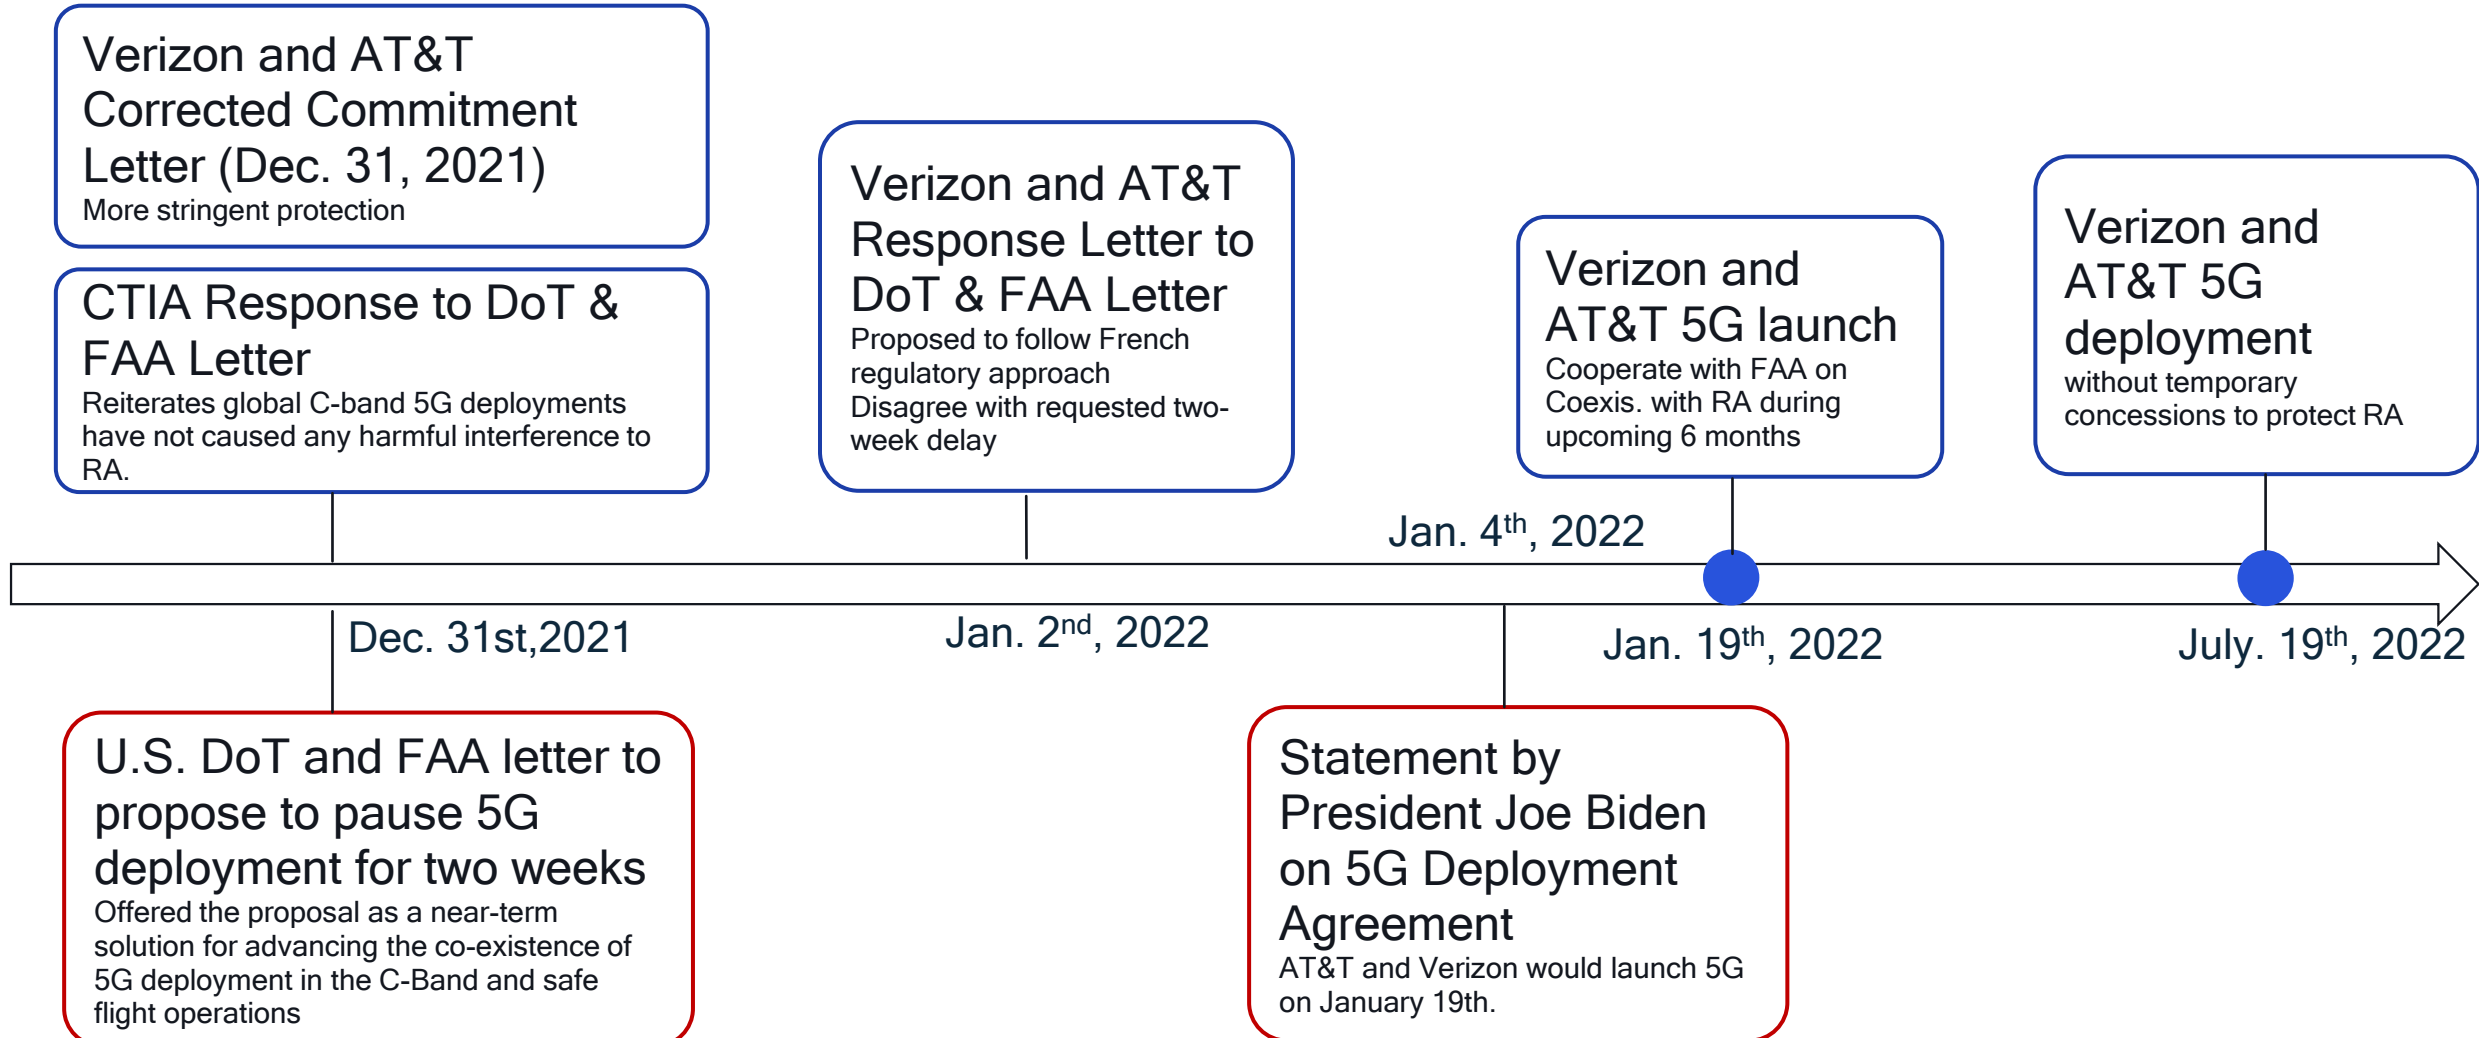 Verizon and AT&T
Corrected Commitment
Letter (Dec. 31, 2021)
More stringent protection
CTIA Response to DoT &
FAA Letter
Reiterates global C-band 5G deployments
have not caused any harmful interference to
RA.
Verizon and AT&T
Response Letter to
DoT & FAA Letter
Proposed to follow French
regulatory approach
Disagree with requested two-
week delay
Verizon and
AT&T 5G launch
Cooperate with FAA on
Coexis. with RA during
upcoming 6 months
Verizon and
AT&T 5G
deployment
without temporary
concessions to protect RA
Jan. 4th, 2022
Dec. 31st,2021
Jan. 2nd, 2022
Jan. 19th, 2022
July. 19th, 2022
U.S. DoT and FAA letter to
propose to pause 5G
deployment for two weeks
Offered the proposal as a near-term
solution for advancing the co-existence of
5G deployment in the C-Band and safe
flight operations
Statement by
President Joe Biden
on 5G Deployment
Agreement
AT&T and Verizon would launch 5G
on January 19th.